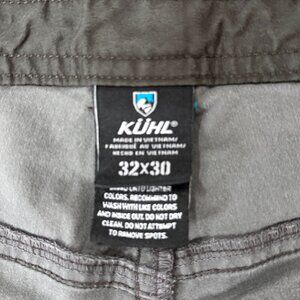 KÜHL®
MADE IN VIETNAM/
FABRIQUÉ AU VIETNAM/
HECHO EN VIETNAM
32X30
COLORS. RECOMMEND TO
WASH WITH LIKE COLORS
AND INSIDE OUT. DO NOT DRY
CLEAN. DO NOT ATTEMPT
TO REMOVE SPOTS.